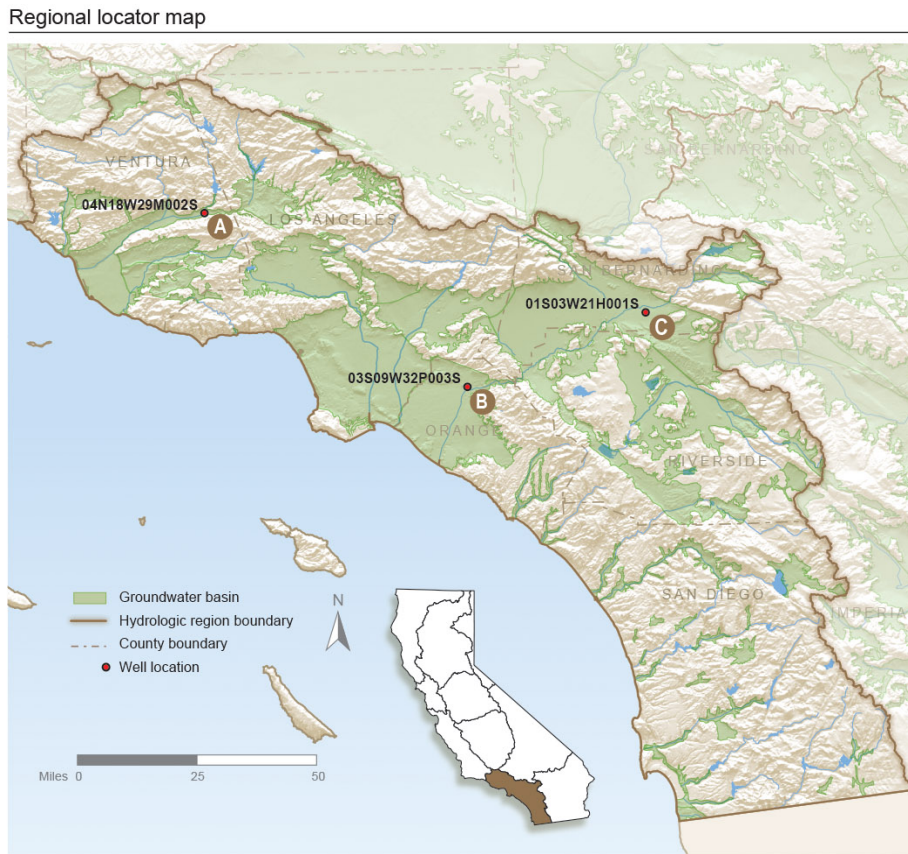 Regional locator map
SAN BERNARDINO
VENTURA
04N18W29M002S
A
LOS ANGELES
SAN BERNARDINO
01S03W21H001S
C
03S09W32P003S
B
ORANGE
RIVERSIDE
SAN DIEGO
IMPERIA
Groundwater basin
Hydrologic region boundary
County boundary
Well location
N
Miles 0 25 50